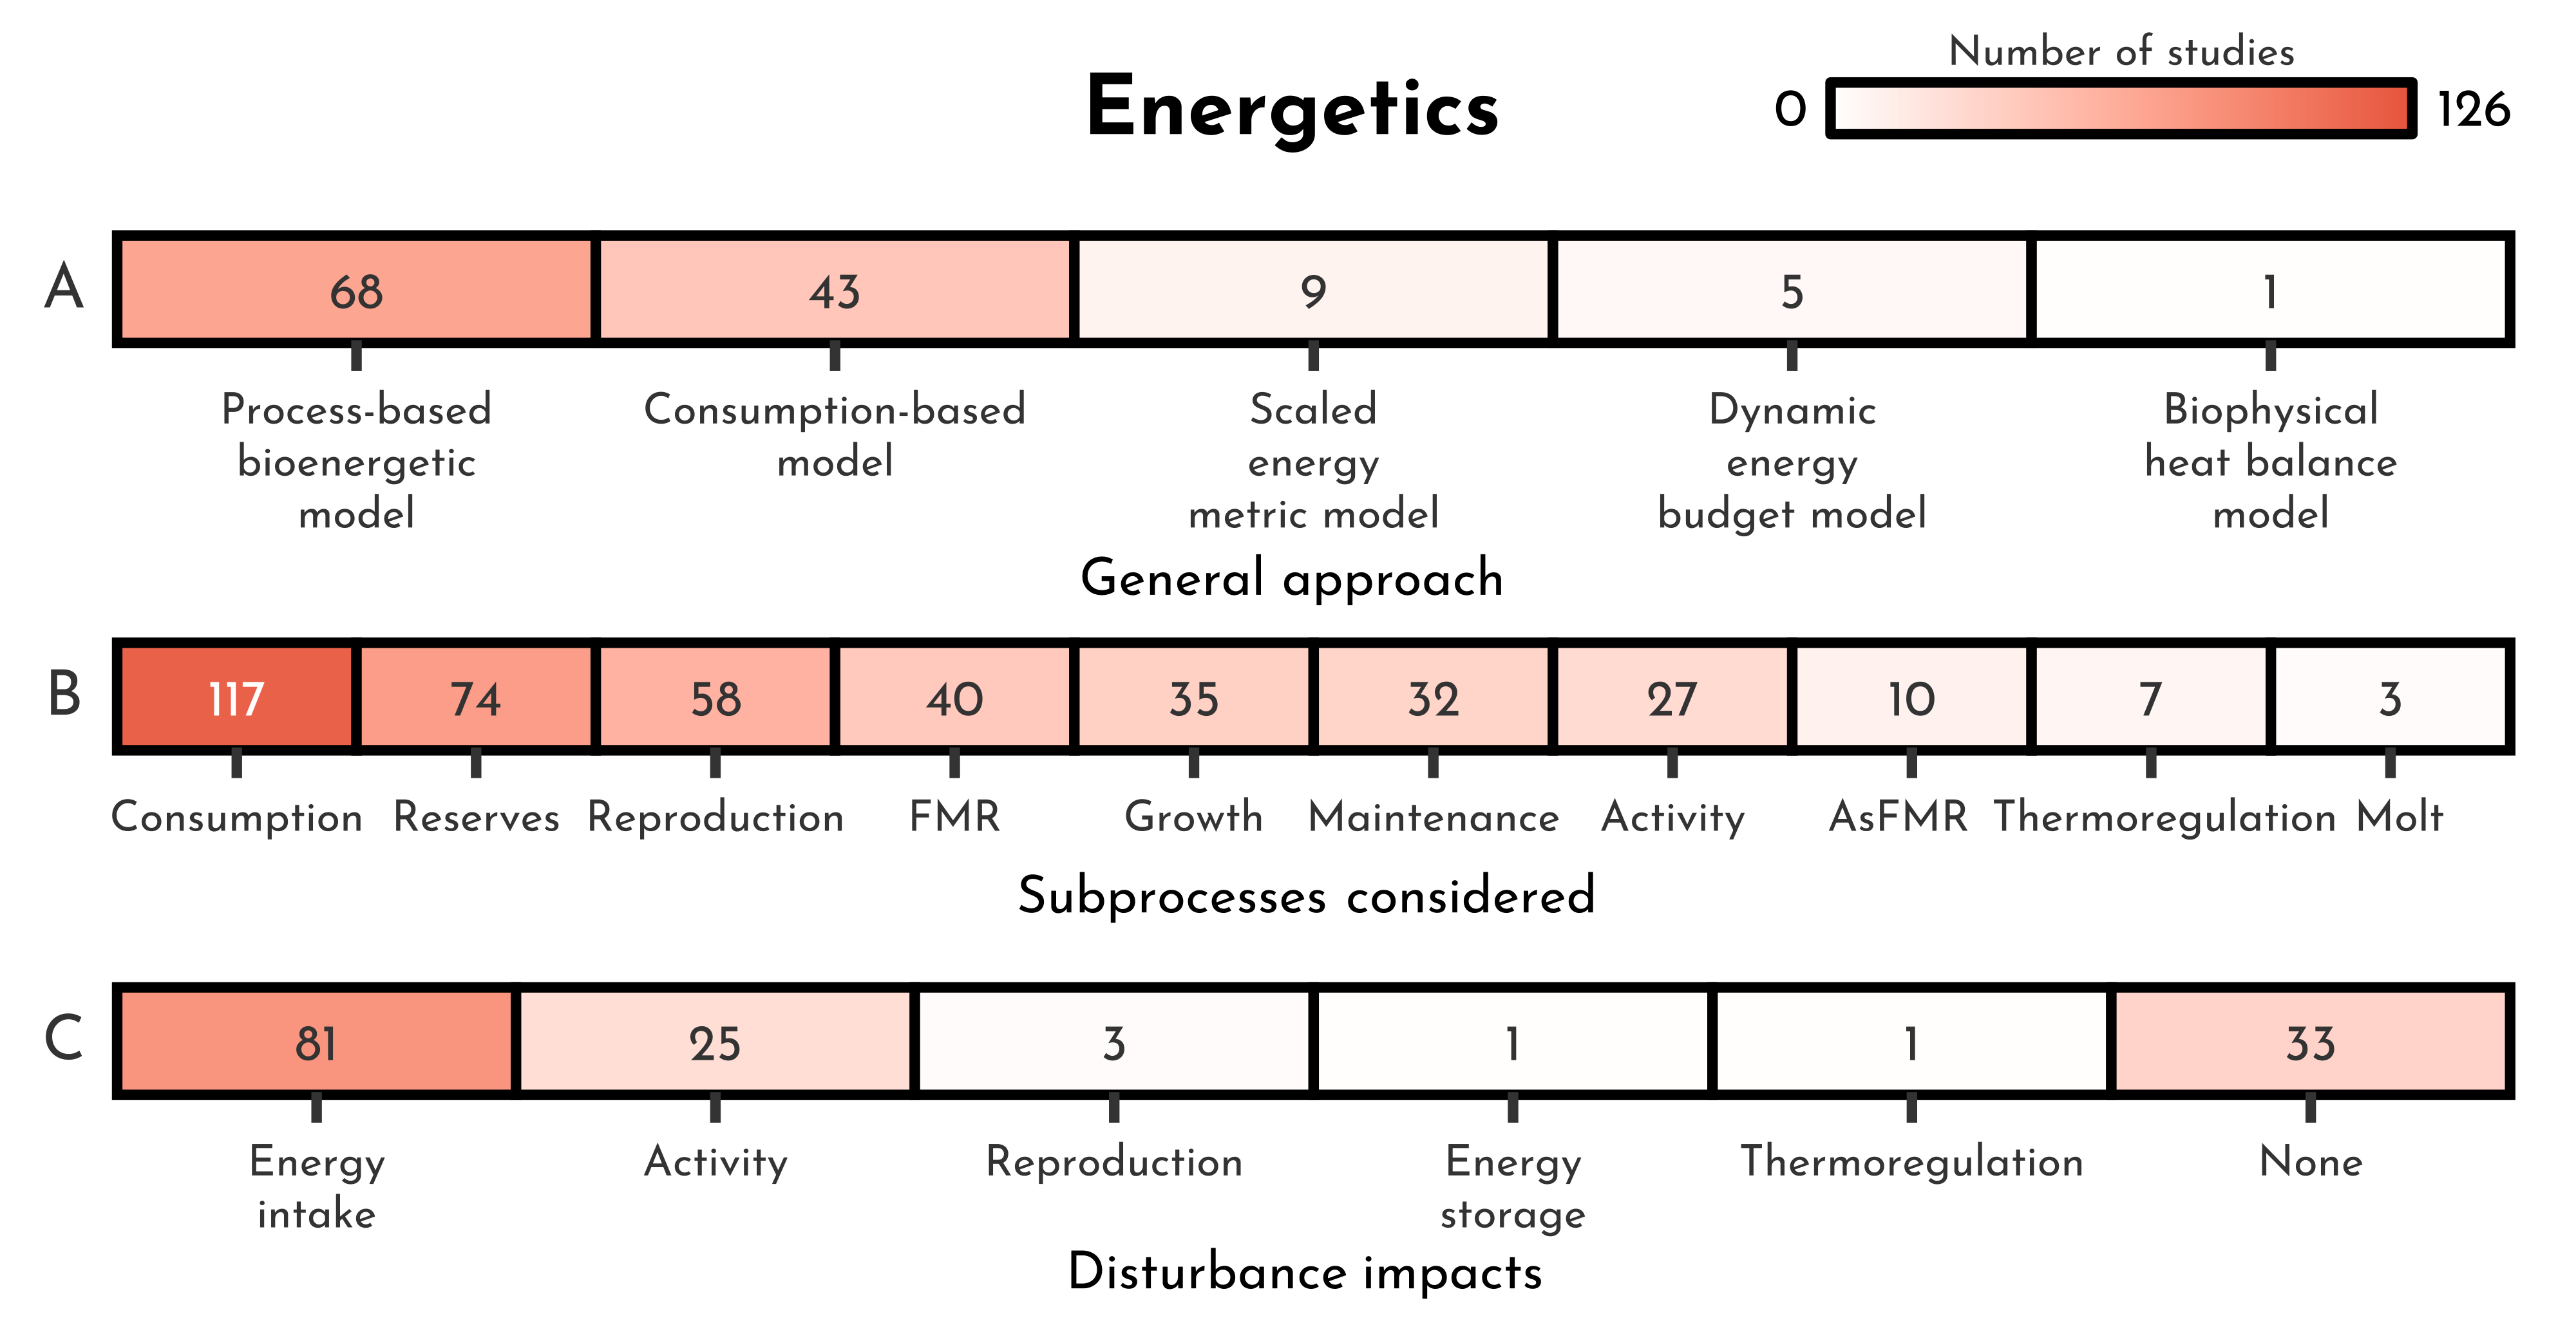 Number of studies
Energetics
0 126
A
68 43 9 5 1
Process-based Consumption-based Scaled Dynamic Biophysical
bioenergetic model energy energy heat balance
model metric model budget model model
General approach
B
117 74 58 40 35 32 27 10 7 3
Consumption Reserves Reproduction FMR Growth Maintenance Activity AsFMR Thermoregulation Molt
Subprocesses considered
C
81 25 3 1 1 33
Energy Activity Reproduction Energy Thermoregulation None
intake storage
Disturbance impacts